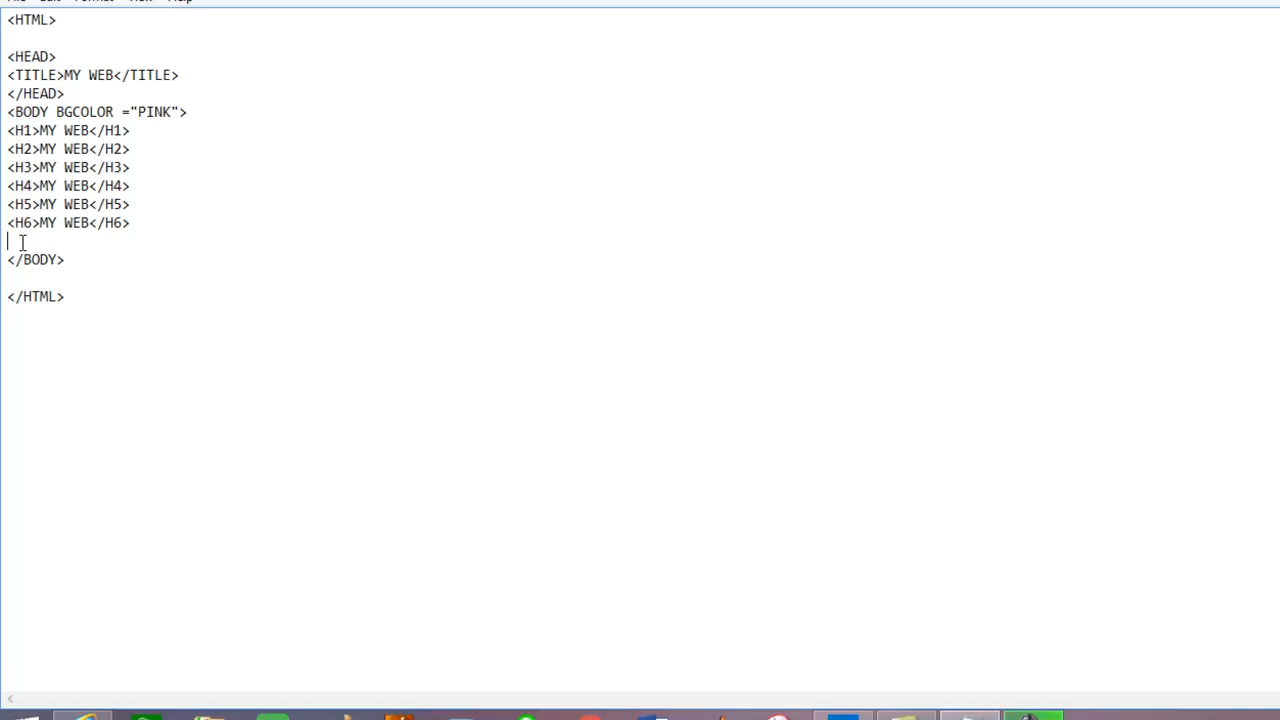 <HTML>
<HEAD>
<TITLE>MY WEB</TITLE>
</HEAD>
<BODY BGCOLOR ="PINK">
<H1>MY WEB</H1>
<H2>MY WEB</H2>
<H3>MY WEB</H3>
<H4>MY WEB</H4>
<H5>MY WEB</H5>
<H6>MY WEB</H6>
</BODY>
</HTML>